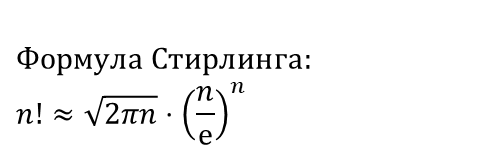 Формула Стирлинга:
n! ≈ √(2πn) · (n/e)^n